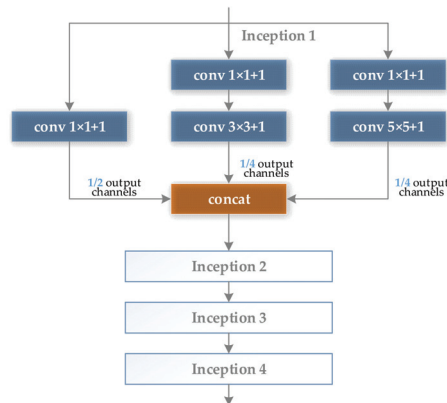 Inception 1
conv 1×1+1
conv 1×1+1
conv 1×1+1
conv 3×3+1
conv 5×5+1
1/2 output
channels
1/4 output
channels
1/4 output
channels
concat
Inception 2
Inception 3
Inception 4